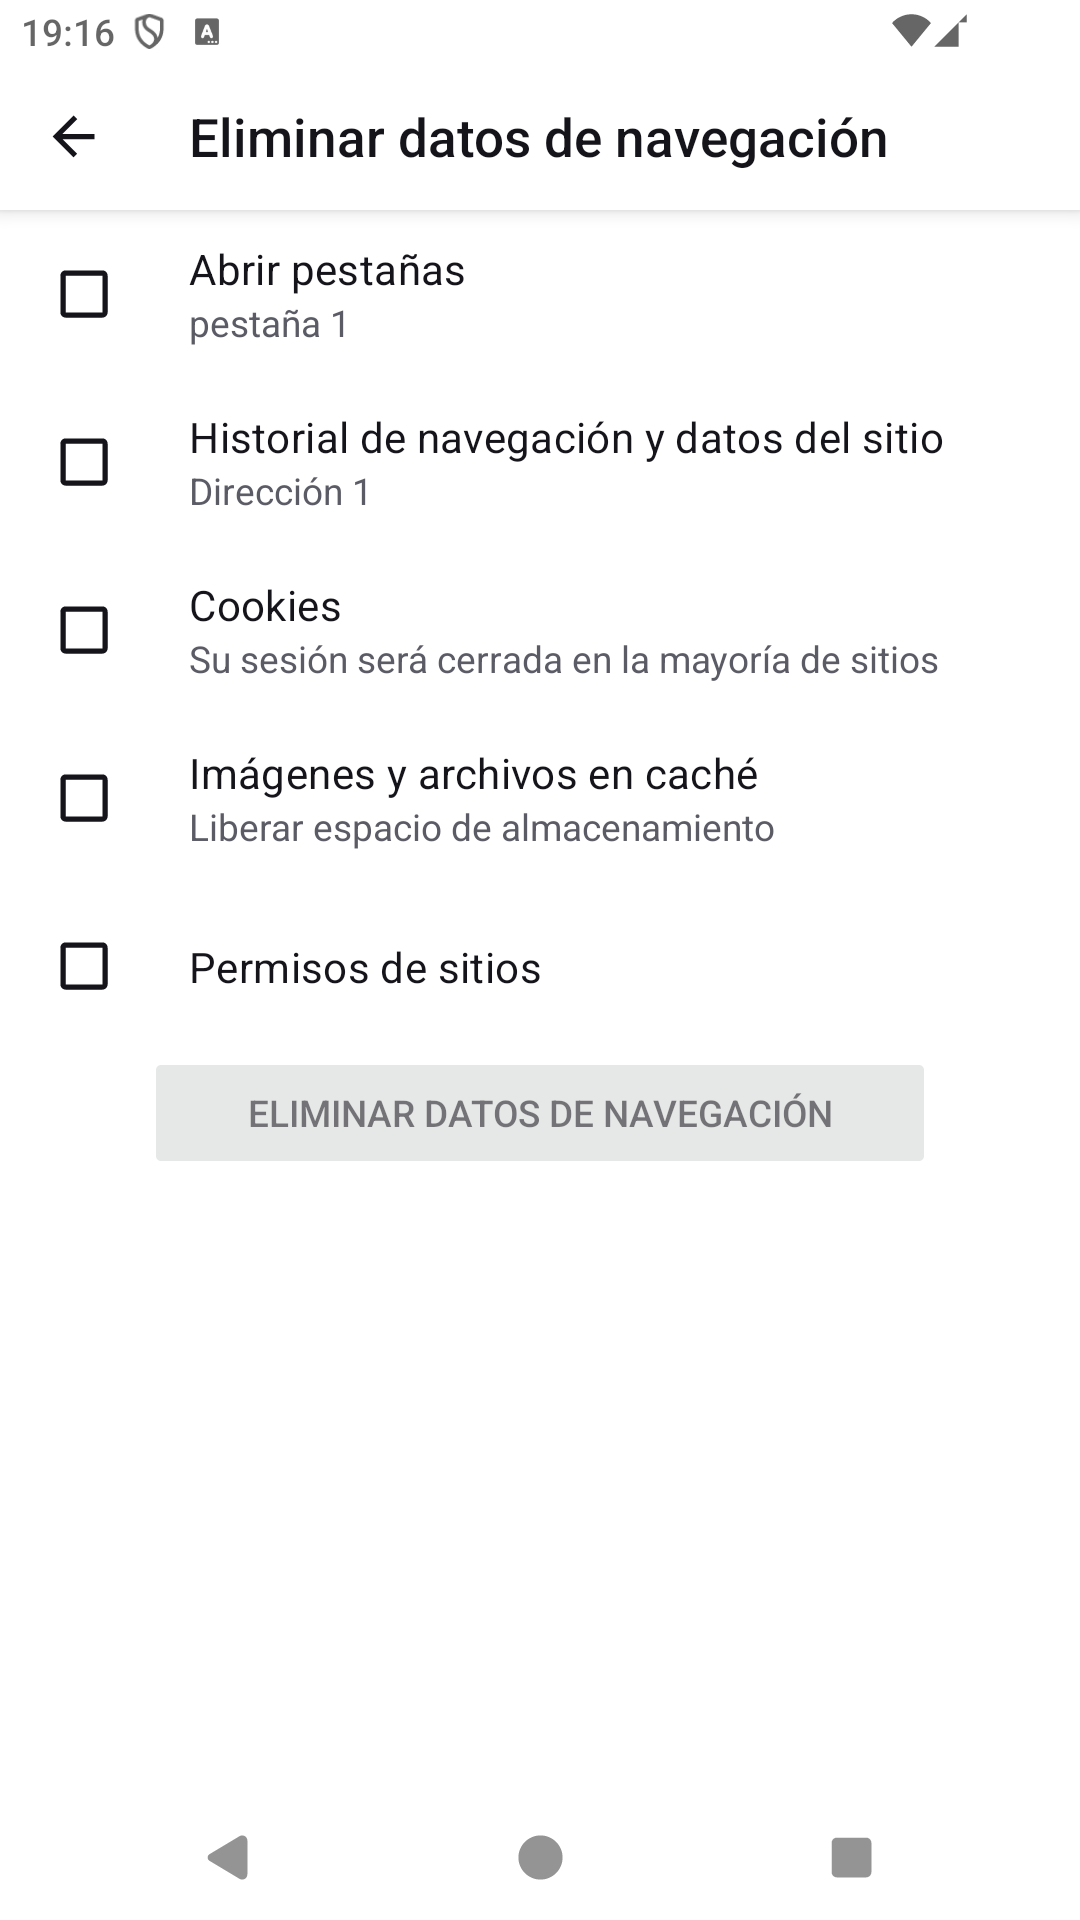 19:16
Eliminar datos de navegación
Abrir pestañas
pestaña 1
Historial de navegación y datos del sitio
Dirección 1
Cookies
Su sesión será cerrada en la mayoría de sitios
Imágenes y archivos en caché
Liberar espacio de almacenamiento
Permisos de sitios
ELIMINAR DATOS DE NAVEGACIÓN